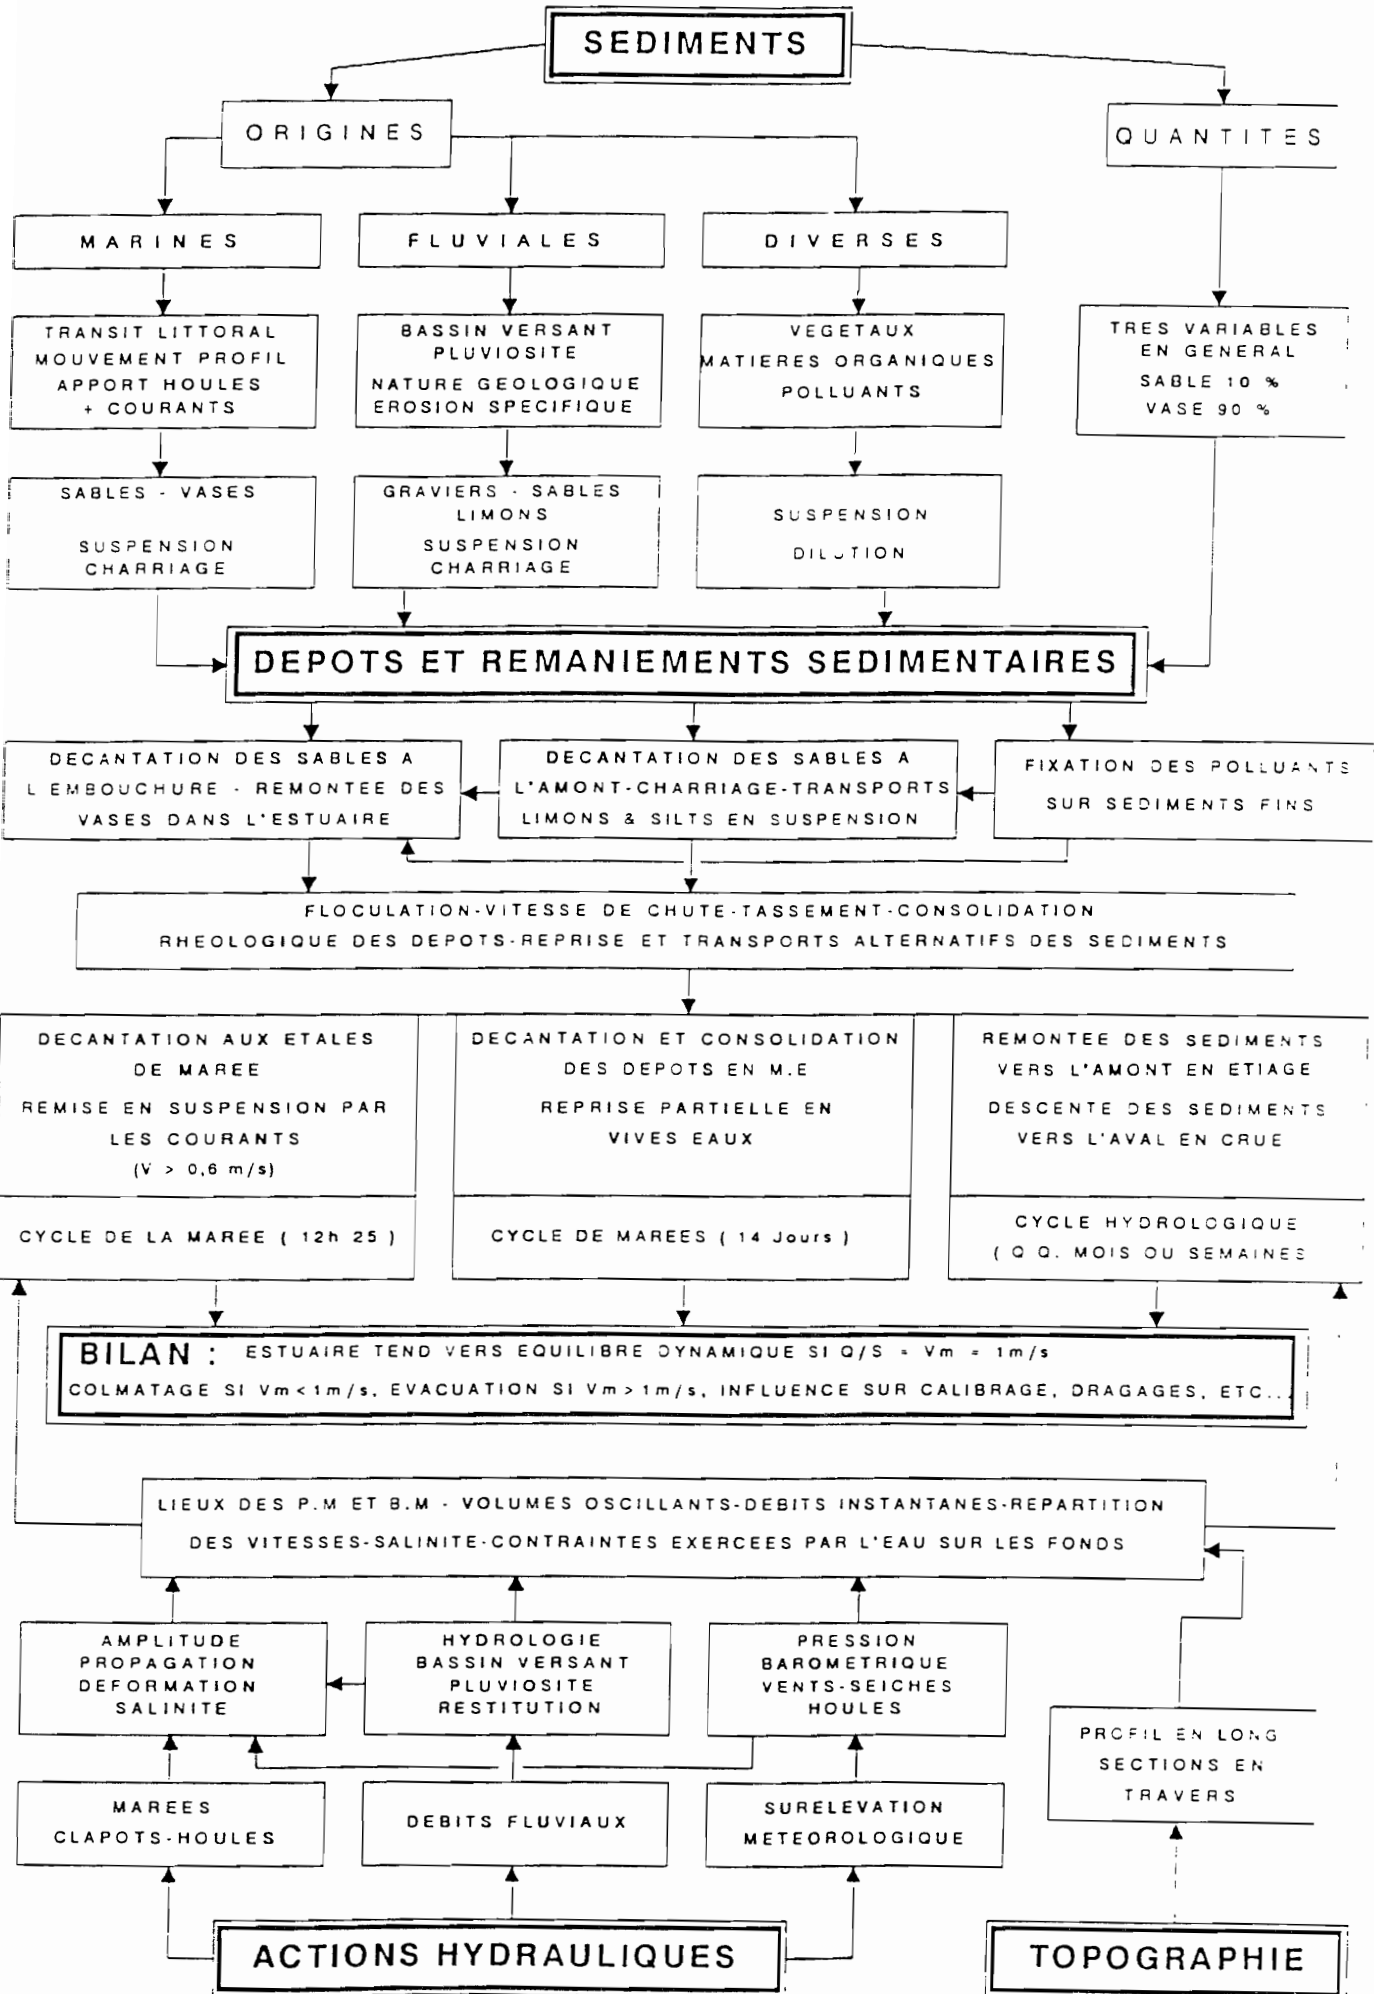 SEDIMENTS
ORIGINES
QUANTITES
MARINES
FLUVIALES
DIVERSES
TRANSIT LITTORAL
MOUVEMENT PROFIL
APPORT HOULES
+ COURANTS
BASSIN VERSANT
PLUVIOSITE
NATURE GEOLOGIQUE
EROSION SPECIFIQUE
VEGETAUX
MATIERES ORGANIQUES
POLLUANTS
TRES VARIABLES
EN GENERAL
SABLE 10 %
VASE 90 %
SABLES - VASES
SUSPENSION
CHARRIAGE
GRAVIERS - SABLES
LIMONS
SUSPENSION
CHARRIAGE
SUSPENSION
DILUTION
DEPOTS ET REMANIEMENTS SEDIMENTAIRES
DECANTATION DES SABLES A
L EMBOUCHURE - REMONTEE DES
VASES DANS L'ESTUAIRE
DECANTATION DES SABLES A
L'AMONT-CHARRIAGE-TRANSPORTS
LIMONS & SILTS EN SUSPENSION
FIXATION DES POLLUANTS
SUR SEDIMENTS FINS
FLOCULATION-VITESSE DE CHUTE-TASSEMENT-CONSOLIDATION
RHEOLOGIQUE DES DEPOTS-REPRISE ET TRANSPORTS ALTERNATIFS DES SEDIMENTS
DECANTATION AUX ETALES
DE MAREE
REMISE EN SUSPENSION PAR
LES COURANTS
(V > 0,6 m/s)
DECANTATION ET CONSOLIDATION
DES DEPOTS EN M.E
REPRISE PARTIELLE EN
VIVES EAUX
REMONTEE DES SEDIMENTS
VERS L'AMONT EN ETIAGE
DESCENTE DES SEDIMENTS
VERS L'AVAL EN CRUE
CYCLE DE LA MAREE ( 12h 25 )
CYCLE DE MAREES ( 14 Jours )
CYCLE HYDROLOGIQUE
( Q Q. MOIS OU SEMAINES
BILAN : ESTUAIRE TEND VERS EQUILIBRE DYNAMIQUE SI Q/S = Vm = 1m/s
COLMATAGE SI Vm<1m/s, EVACUATION SI Vm>1m/s, INFLUENCE SUR CALIBRAGE, DRAGAGES, ETC...
LIEUX DES P.M ET B.M - VOLUMES OSCILLANTS-DEBITS INSTANTANES-REPARTITION
DES VITESSES-SALINITE-CONTRAINTES EXERCEES PAR L'EAU SUR LES FONDS
AMPLITUDE
PROPAGATION
DEFORMATION
SALINITE
HYDROLOGIE
BASSIN VERSANT
PLUVIOSITE
RESTITUTION
PRESSION
BAROMETRIQUE
VENTS-SEICHES
HOULES
PROFIL EN LONG
SECTIONS EN
TRAVERS
MAREES
CLAPOTS-HOULES
DEBITS FLUVIAUX
SURELEVATION
METEOROLOGIQUE
ACTIONS HYDRAULIQUES
TOPOGRAPHIE